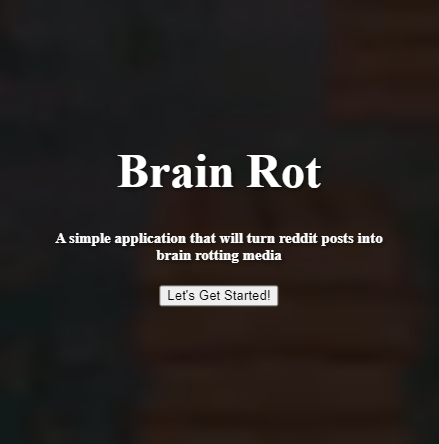 Brain Rot
A simple application that will turn reddit posts into
brain rotting media
Let's Get Started!